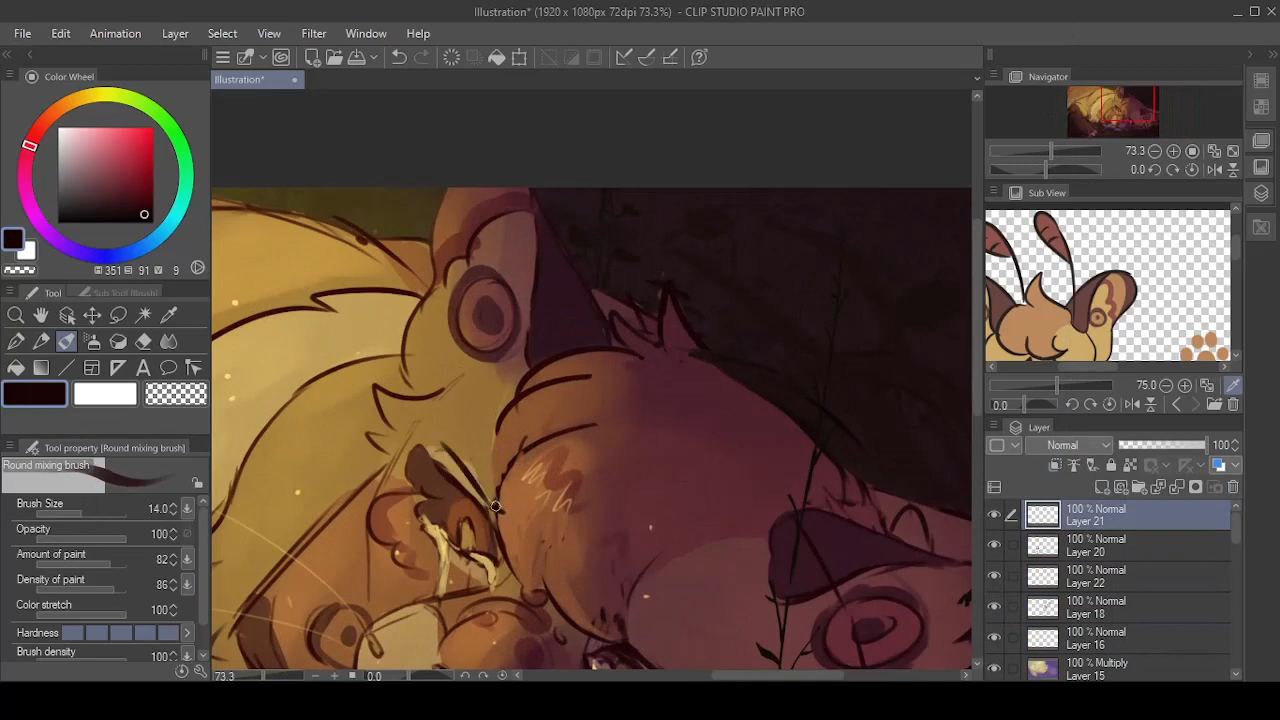 Illustration* (1920 x 1080px 72dpi 73.3%) - CLIP STUDIO PAINT PRO
File Edit Animation Layer Select View Filter Window Help
Illustration*
Color Wheel
351 91 V 9
Tool Sub Tool (Brush)
Tool property [Round mixing brush]
Round mixing brush
Brush Size 14.0
Opacity 100
Amount of paint 82
Density of paint 86
Color stretch 100
Hardness
Brush density 100
73.3 0.0
Navigator
73.3
0.0
Sub View
75.0
0.0
Layer
Normal 100
100 % Normal
Layer 21
100 % Normal
Layer 20
100 % Normal
Layer 22
100 % Normal
Layer 18
100 % Normal
Layer 16
100 % Multiply
Layer 15